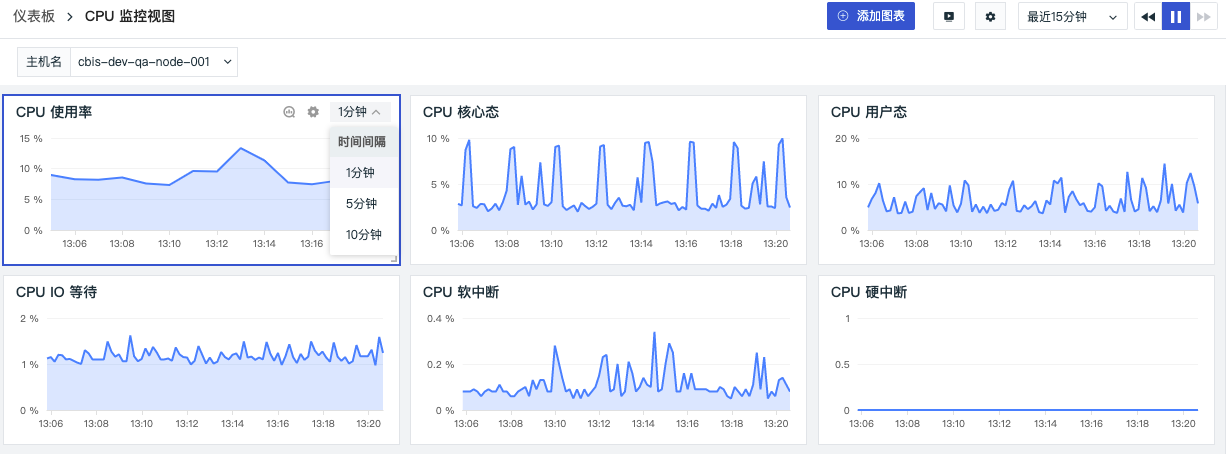 仪表板 > CPU 监控视图
添加图表
最近15分钟
主机名 cbis-dev-qa-node-001
CPU 使用率
1分钟
时间间隔
1分钟
5分钟
10分钟
15 %
10 %
5 %
0 %
13:06 13:08 13:10 13:12 13:14 13:16
CPU 核心态
10 %
5 %
0 %
13:06 13:08 13:10 13:12 13:14 13:16 13:18 13:20
CPU 用户态
20 %
10 %
0 %
13:06 13:08 13:10 13:12 13:14 13:16 13:18 13:20
CPU IO 等待
2 %
1 %
0 %
13:06 13:08 13:10 13:12 13:14 13:16 13:18 13:20
CPU 软中断
0.4 %
0.2 %
0 %
13:06 13:08 13:10 13:12 13:14 13:16 13:18 13:20
CPU 硬中断
1
0.5
0
13:06 13:08 13:10 13:12 13:14 13:16 13:18 13:20